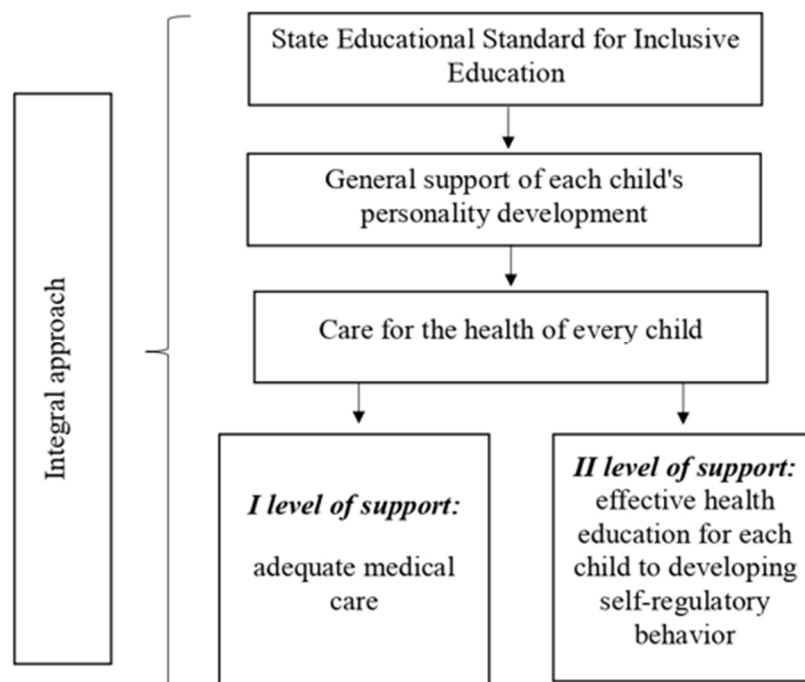 State Educational Standard for Inclusive
Education
General support of each child's
personality development
Integral approach
Care for the health of every child
I level of support:
adequate medical
care
II level of support:
effective health
education for each
child to developing
self-regulatory
behavior